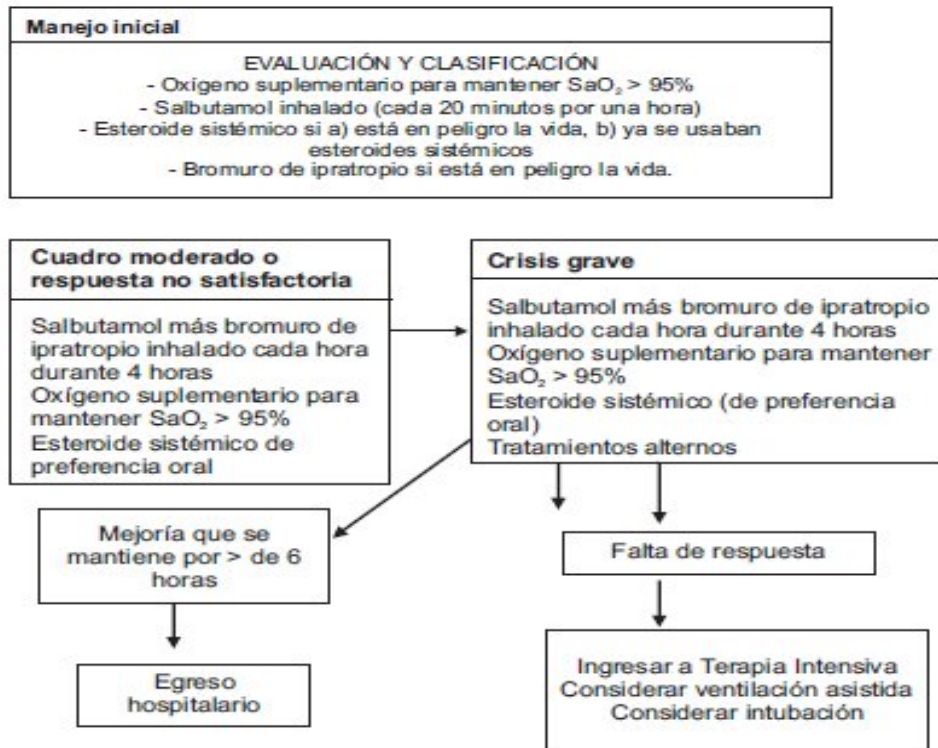 Manejo inicial
EVALUACIÓN Y CLASIFICACIÓN
- Oxígeno suplementario para mantener SaO₂ > 95%
- Salbutamol inhalado (cada 20 minutos por una hora)
- Esteroide sistémico si a) está en peligro la vida, b) ya se usaban
esteroides sistémicos
- Bromuro de ipratropio si está en peligro la vida.
Cuadro moderado o
respuesta no satisfactoria
Salbutamol más bromuro de
ipratropio inhalado cada hora
durante 4 horas
Oxígeno suplementario para
mantener SaO₂ > 95%
Esteroide sistémico de
preferencia oral
Crisis grave
Salbutamol más bromuro de ipratropio
inhalado cada hora durante 4 horas
Oxígeno suplementario para mantener
SaO₂ > 95%
Esteroide sistémico (de preferencia
oral)
Tratamientos alternos
Mejoría que se
mantiene por > de 6
horas
Falta de respuesta
Egreso
hospitalario
Ingresar a Terapia Intensiva
Considerar ventilación asistida
Considerar intubación